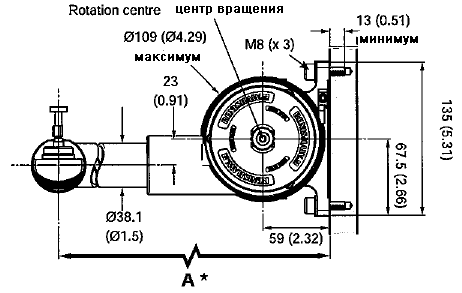 Rotation centre центр вращения
13 (0.51)
минимум
Ø109 (Ø4.29)
максимум
M8 (x 3)
23
(0.91)
135 (5.31)
67.5 (2.66)
Ø38.1
(Ø1.5)
59 (2.32)
A *